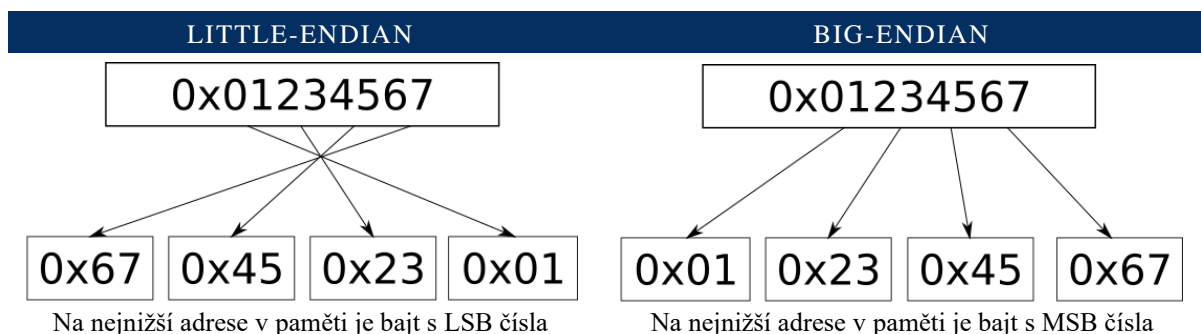 LITTLE-ENDIAN BIG-ENDIAN
0x01234567 0x01234567
0x67 0x45 0x23 0x01 0x01 0x23 0x45 0x67
Na nejnižší adrese v paměti je bajt s LSB čísla Na nejnižší adrese v paměti je bajt s MSB čísla